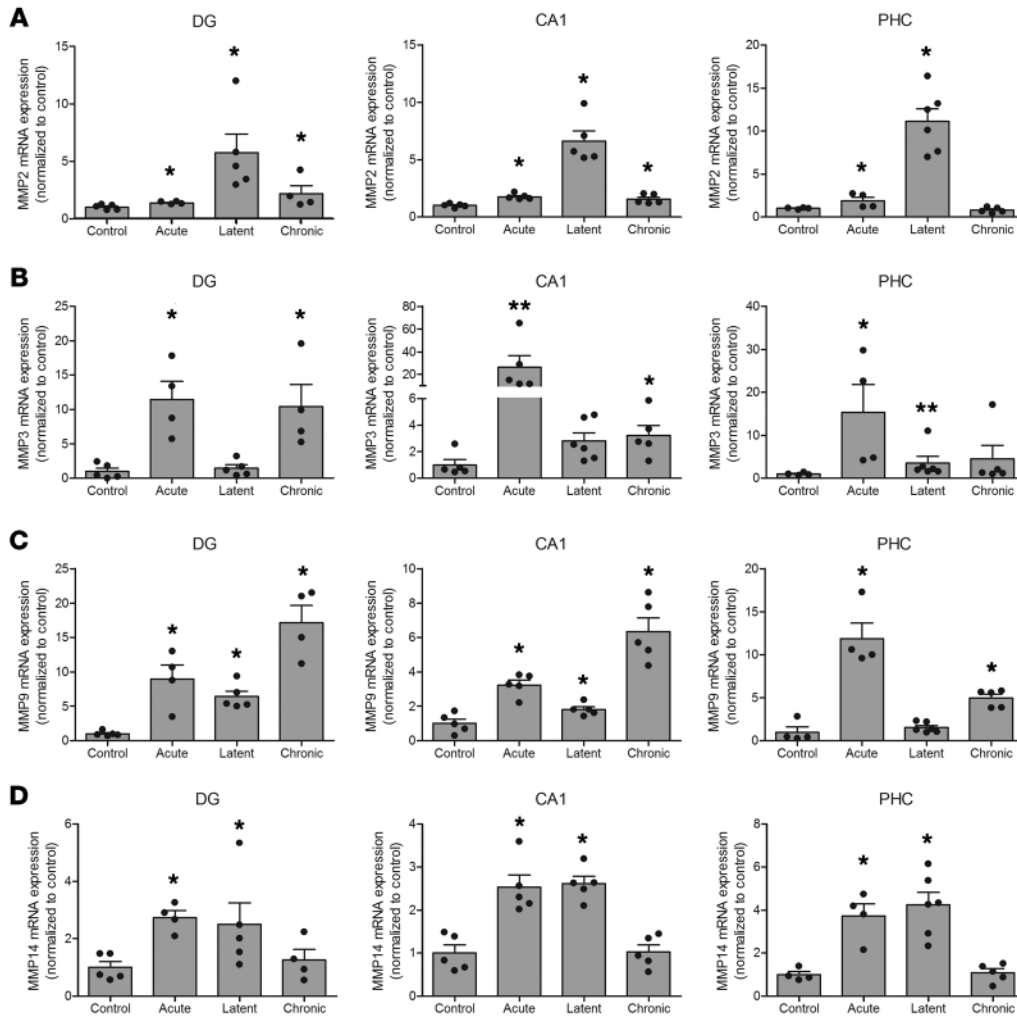 A
DG
MMP2 mRNA expression
(normalized to control)
15
10
5
0
*
*
*
Control
Acute
Latent
Chronic
CA1
MMP2 mRNA expression
(normalized to control)
15
10
5
0
*
*
*
Control
Acute
Latent
Chronic
PHC
MMP2 mRNA expression
(normalized to control)
20
15
10
5
0
*
*
Control
Acute
Latent
Chronic
B
DG
MMP3 mRNA expression
(normalized to control)
25
20
15
10
5
0
*
*
Control
Acute
Latent
Chronic
CA1
MMP3 mRNA expression
(normalized to control)
80
60
40
20
6
4
2
0
**
*
Control
Acute
Latent
Chronic
PHC
MMP3 mRNA expression
(normalized to control)
40
30
20
10
0
*
**
Control
Acute
Latent
Chronic
C
DG
MMP9 mRNA expression
(normalized to control)
25
20
15
10
5
0
*
*
*
Control
Acute
Latent
Chronic
CA1
MMP9 mRNA expression
(normalized to control)
10
8
6
4
2
0
*
*
*
Control
Acute
Latent
Chronic
PHC
MMP9 mRNA expression
(normalized to control)
20
15
10
5
0
*
*
Control
Acute
Latent
Chronic
D
DG
MMP14 mRNA expression
(normalized to control)
6
4
2
0
*
*
Control
Acute
Latent
Chronic
CA1
MMP14 mRNA expression
(normalized to control)
4
3
2
1
0
*
*
Control
Acute
Latent
Chronic
PHC
MMP14 mRNA expression
(normalized to control)
8
6
4
2
0
*
*
Control
Acute
Latent
Chronic